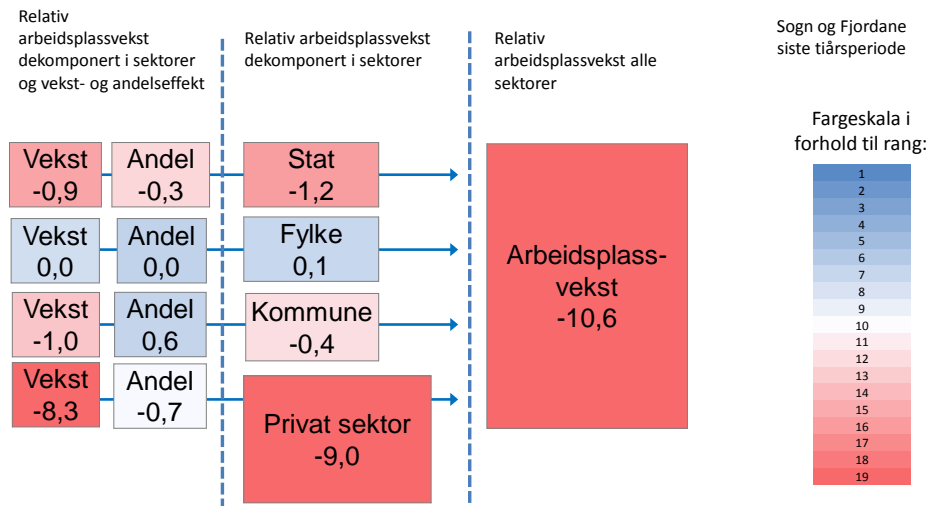 Relativ
arbeidsplassvekst
dekomponert i sektorer
og vekst- og andelseffekt
Relativ arbeidsplassvekst
dekomponert i sektorer
Relativ
arbeidsplassvekst alle
sektorer
Sogn og Fjordane
siste tiårsperiode
Vekst
-0,9
Andel
-0,3
Stat
-1,2
Vekst
0,0
Andel
0,0
Fylke
0,1
Vekst
-1,0
Andel
0,6
Kommune
-0,4
Vekst
-8,3
Andel
-0,7
Privat sektor
-9,0
Arbeidsplass-
vekst
-10,6
Fargeskala i
forhold til rang:
1
2
3
4
5
6
7
8
9
10
11
12
13
14
15
16
17
18
19